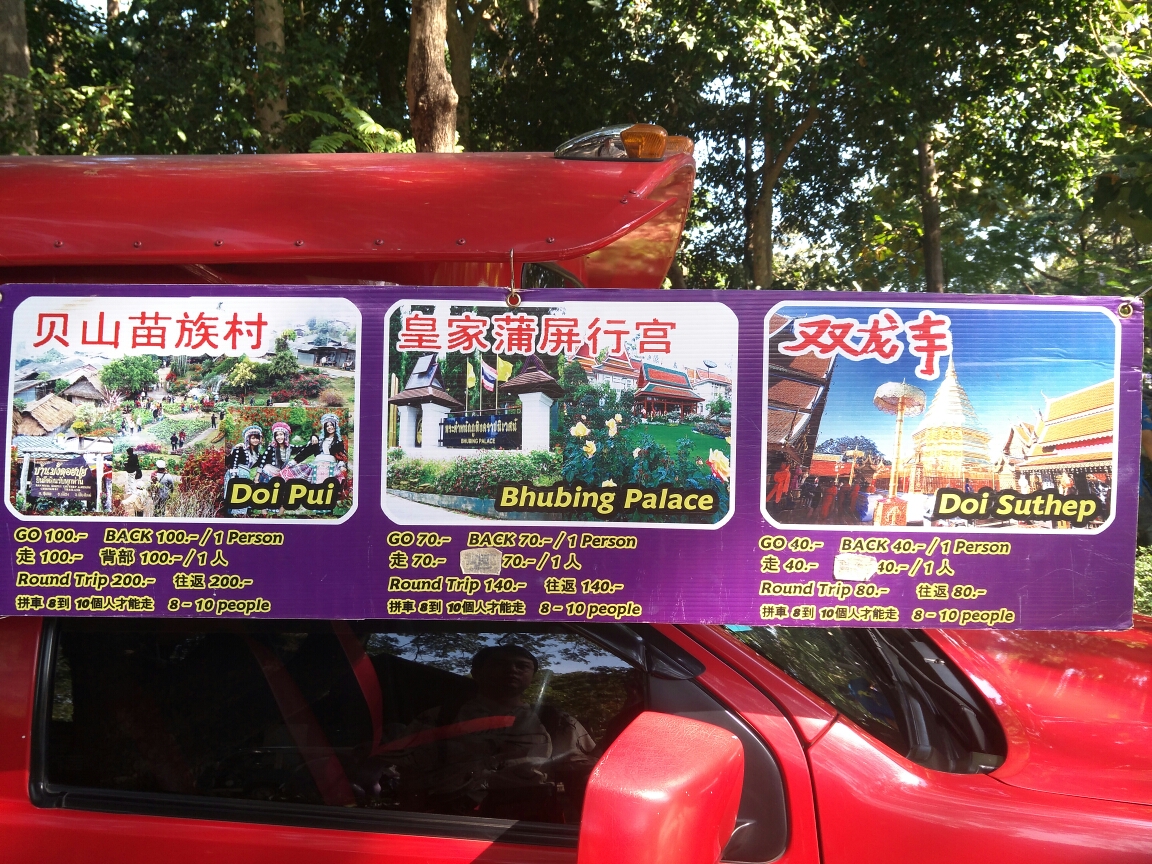 贝山苗族村
Doi Pui
GO 100.- BACK 100.-/1 Person
走 100.- 背部 100.-/1 人
Round Trip 200.- 往返 200.-
拼車 8到 10個人才能走 8-10 people
皇家蒲屏行宫
BHUBING PALACE
Bhubing Palace
GO 70.- BACK 70.-/1 Person
走 70.- 70.-/1 人
Round Trip 140.- 往返 140.-
拼車 8到 10個人才能走 8-10 people
双龙丰
Doi Suthep
GO 40.- BACK 40.-/1 Person
走 40.- 40.-/1 人
Round Trip 80.- 往返 80.-
拼車 8到 10個人才能走 8-10 people